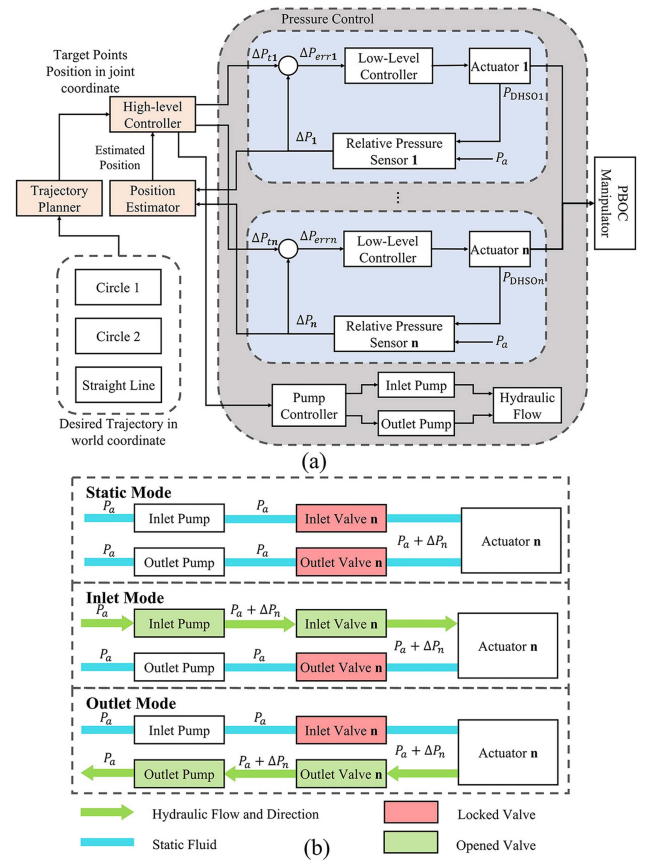 Pressure Control
Target Points
Position in joint
coordinate
High-level
Controller
Estimated
Position
Trajectory
Planner
Position
Estimator
Circle 1
Circle 2
Straight Line
Desired Trajectory in
world coordinate
ΔP_t1
ΔP_err1
Low-Level
Controller
Actuator 1
P_DHSO1
ΔP_1
Relative Pressure
Sensor 1
P_a
⋮
ΔP_tn
ΔP_errn
Low-Level
Controller
Actuator n
P_DHSOn
ΔP_n
Relative Pressure
Sensor n
P_a
PBOC
Manipulator
Pump
Controller
Inlet Pump
Outlet Pump
Hydraulic
Flow
(a)
Static Mode
P_a
Inlet Pump
P_a
Inlet Valve n
P_a
Outlet Pump
P_a
Outlet Valve n
P_a + ΔP_n
Actuator n
Inlet Mode
P_a
Inlet Pump
P_a + ΔP_n
Inlet Valve n
P_a
Outlet Pump
P_a
Outlet Valve n
P_a + ΔP_n
Actuator n
Outlet Mode
P_a
Inlet Pump
P_a
Inlet Valve n
P_a
Outlet Pump
P_a + ΔP_n
Outlet Valve n
P_a + ΔP_n
Actuator n
Hydraulic Flow and Direction
Locked Valve
Static Fluid
Opened Valve
(b)